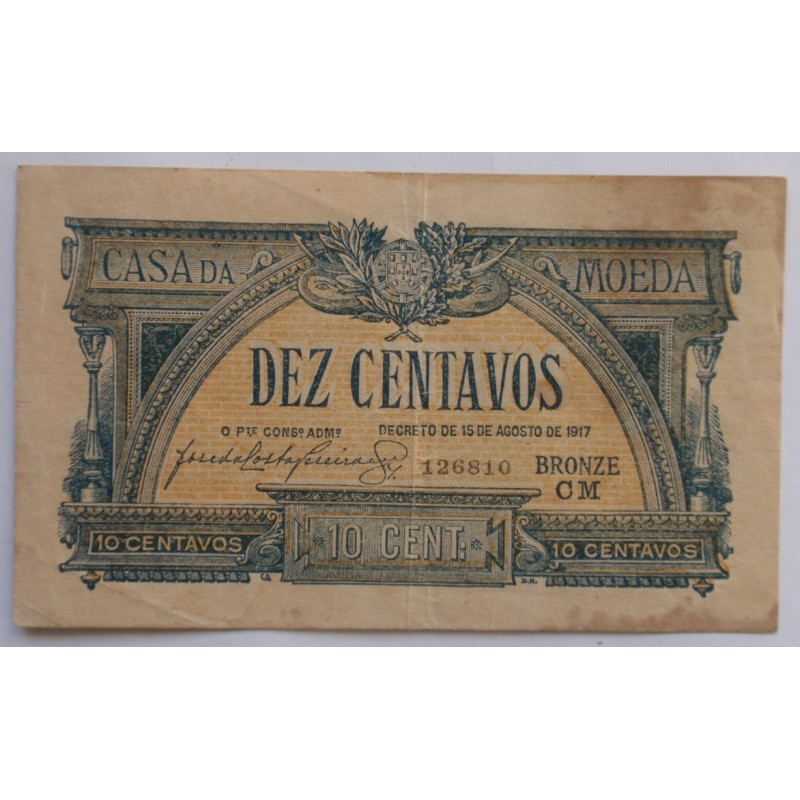 CASA DA MOEDA
DEZ CENTAVOS
O PTE CONSO. ADMO. DECRETO DE 15 DE AGOSTO DE 1917
126810 BRONZE
CM
10 CENTAVOS 10 CENT. 10 CENTAVOS
D.N.